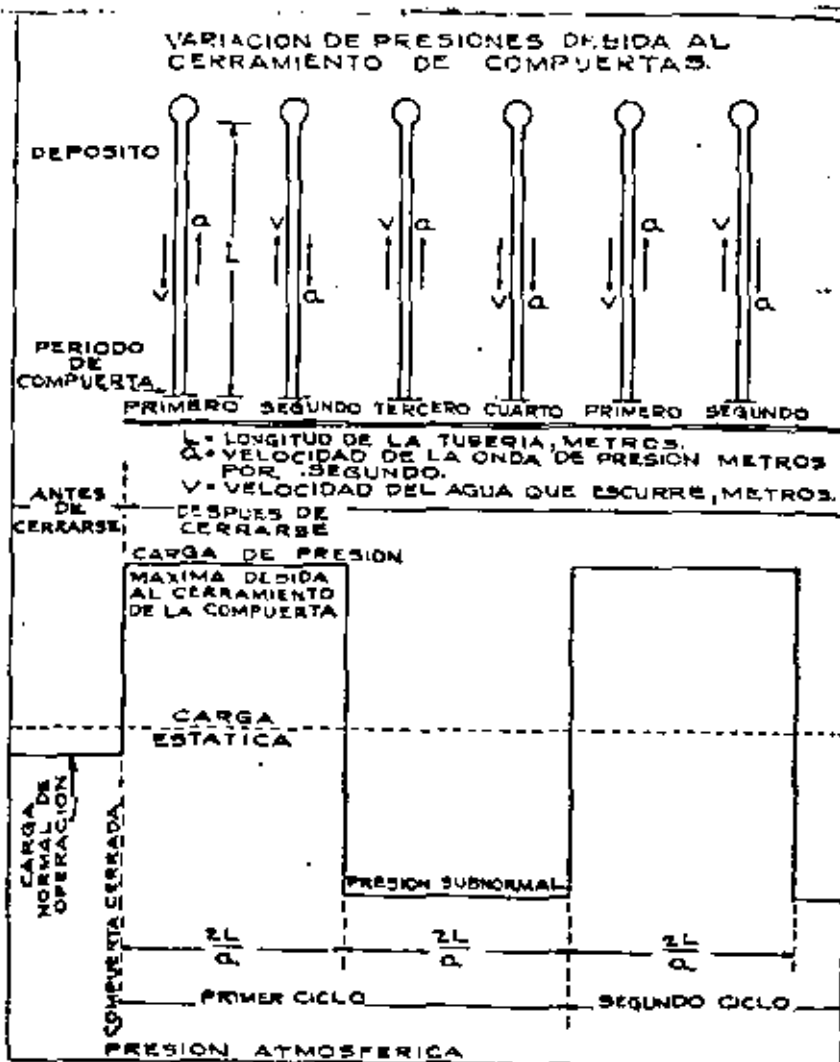 VARIACION DE PRESIONES DEBIDA AL
CERRAMIENTO DE COMPUERTAS.
DEPOSITO
V a V a V a V a V a V a
L
PERIODO
DE
COMPUERTA
PRIMERO SEGUNDO TERCERO CUARTO PRIMERO SEGUNDO
L= LONGITUD DE LA TUBERIA, METROS.
a= VELOCIDAD DE LA ONDA DE PRESION METROS
POR SEGUNDO.
V= VELOCIDAD DEL AGUA QUE ESCURRE, METROS.
ANTES
DE
CERRARSE
DESPUES DE
CERRARSE
CARGA DE PRESION
MAXIMA DEBIDA
AL CERRAMIENTO
DE LA COMPUERTA
CARGA
ESTATICA
CARGA
NORMAL DE
OPERACION
COMPUERTA CERRADA
PRESION SUBNORMAL
2L/a 2L/a 2L/a
PRIMER CICLO SEGUNDO CICLO
PRESION ATMOSFERICA